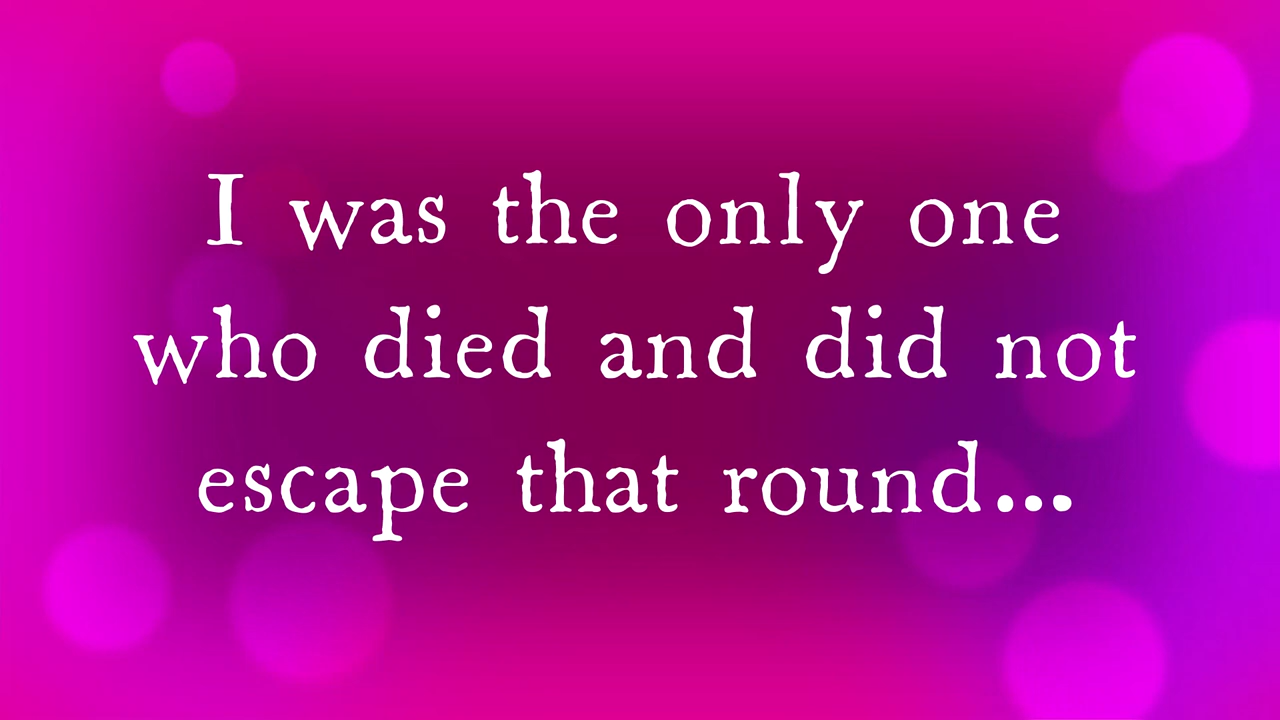 I was the only one
who died and did not
escape that round...